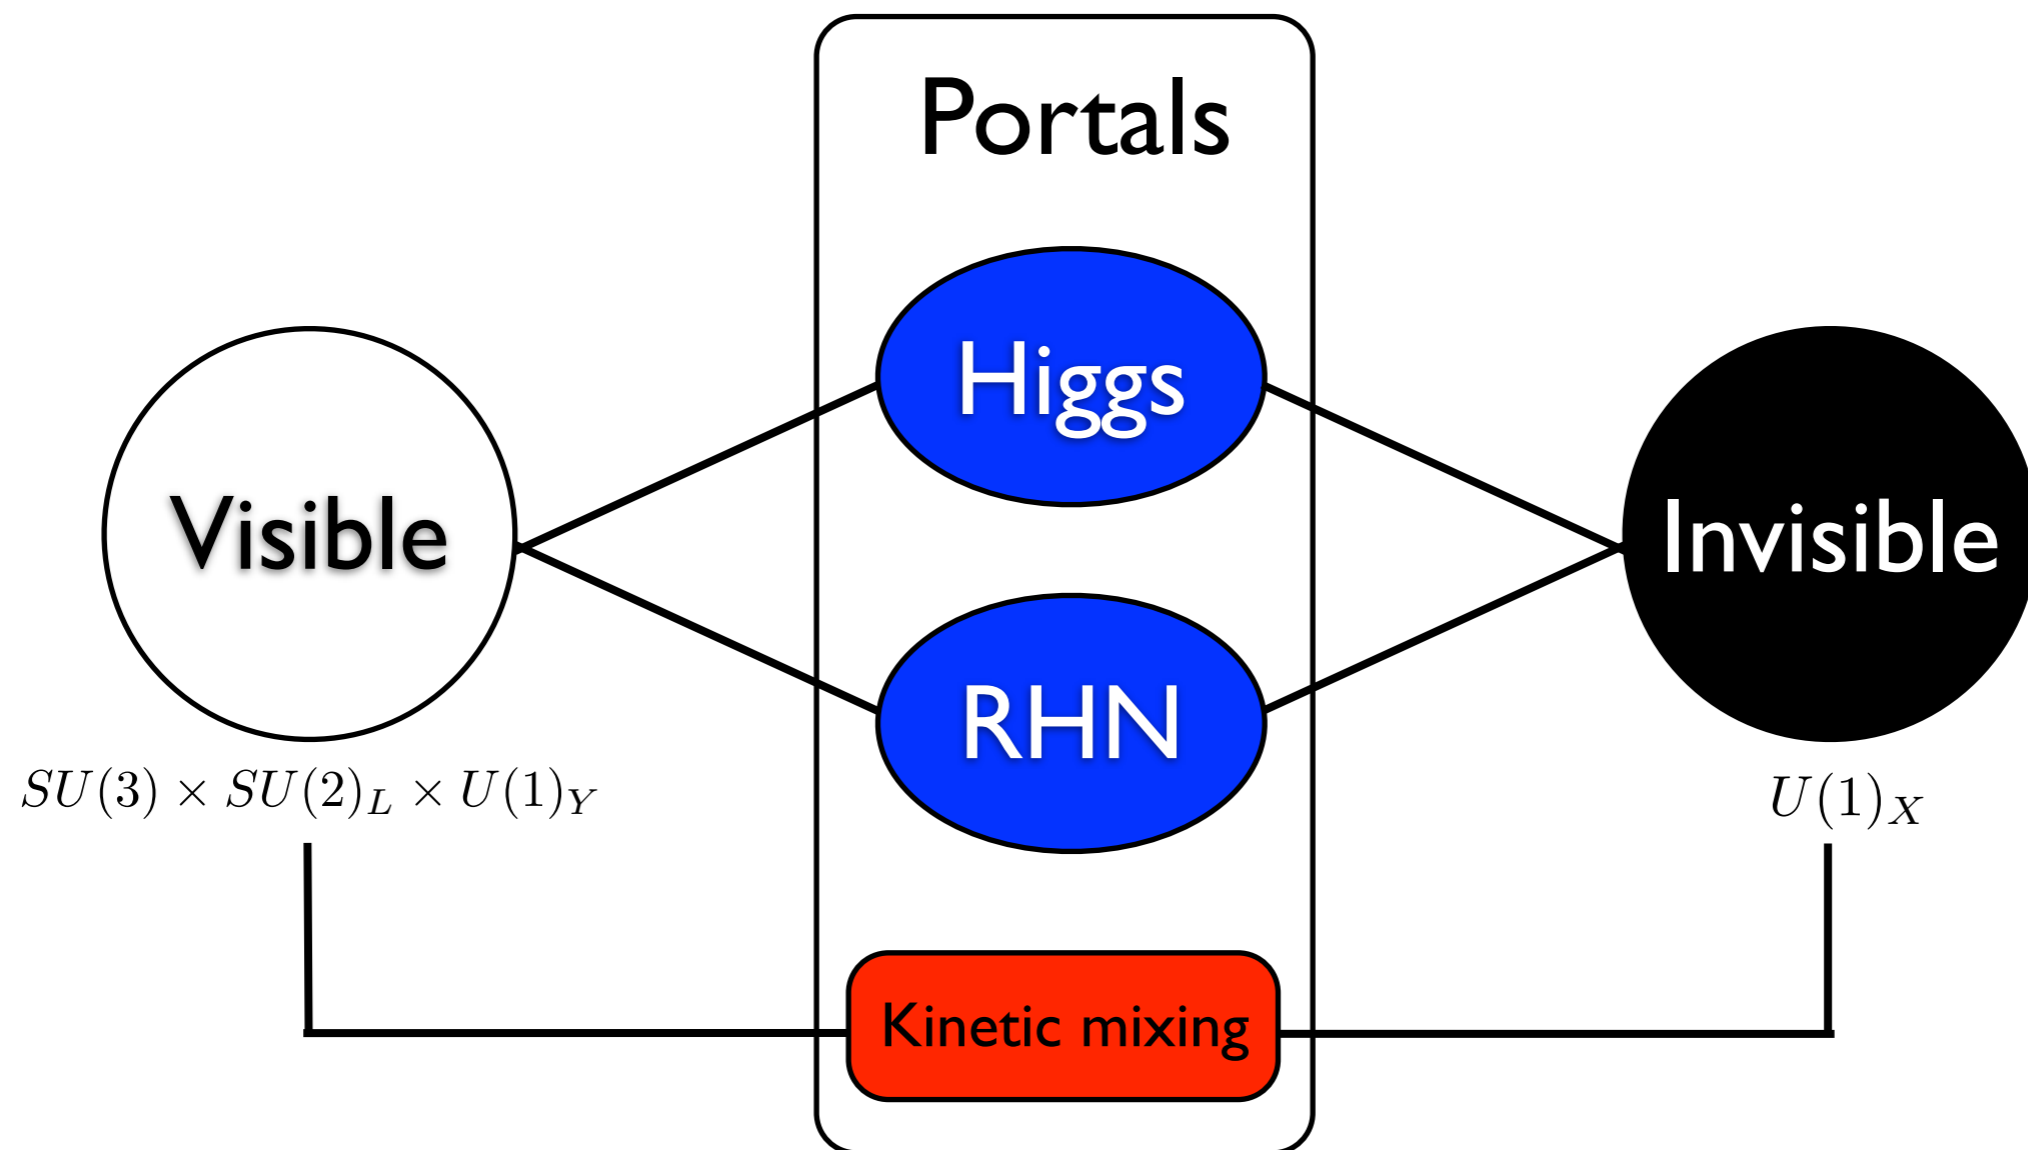 Portals
Higgs
Visible
Invisible
RHN
SU(3) × SU(2)_L × U(1)_Y
U(1)_X
Kinetic mixing